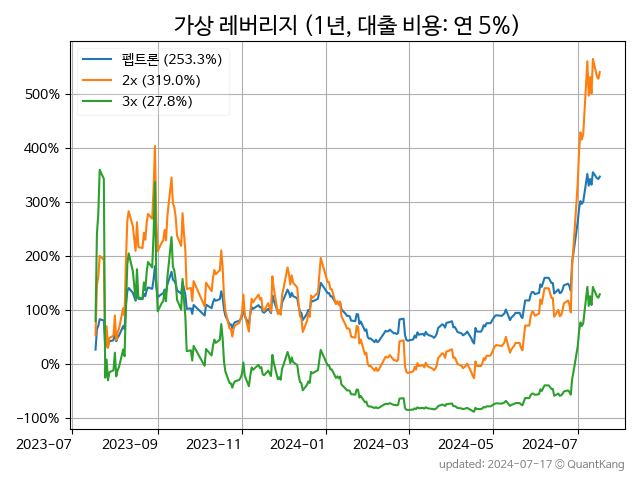 가상 레버리지 (1년, 대출 비용: 연 5%)
펩트론 (253.3%)
2x (319.0%)
3x (27.8%)
500%
400%
300%
200%
100%
0%
−100%
2023-07 2023-09 2023-11 2024-01 2024-03 2024-05 2024-07
updated: 2024-07-17 © QuantKang